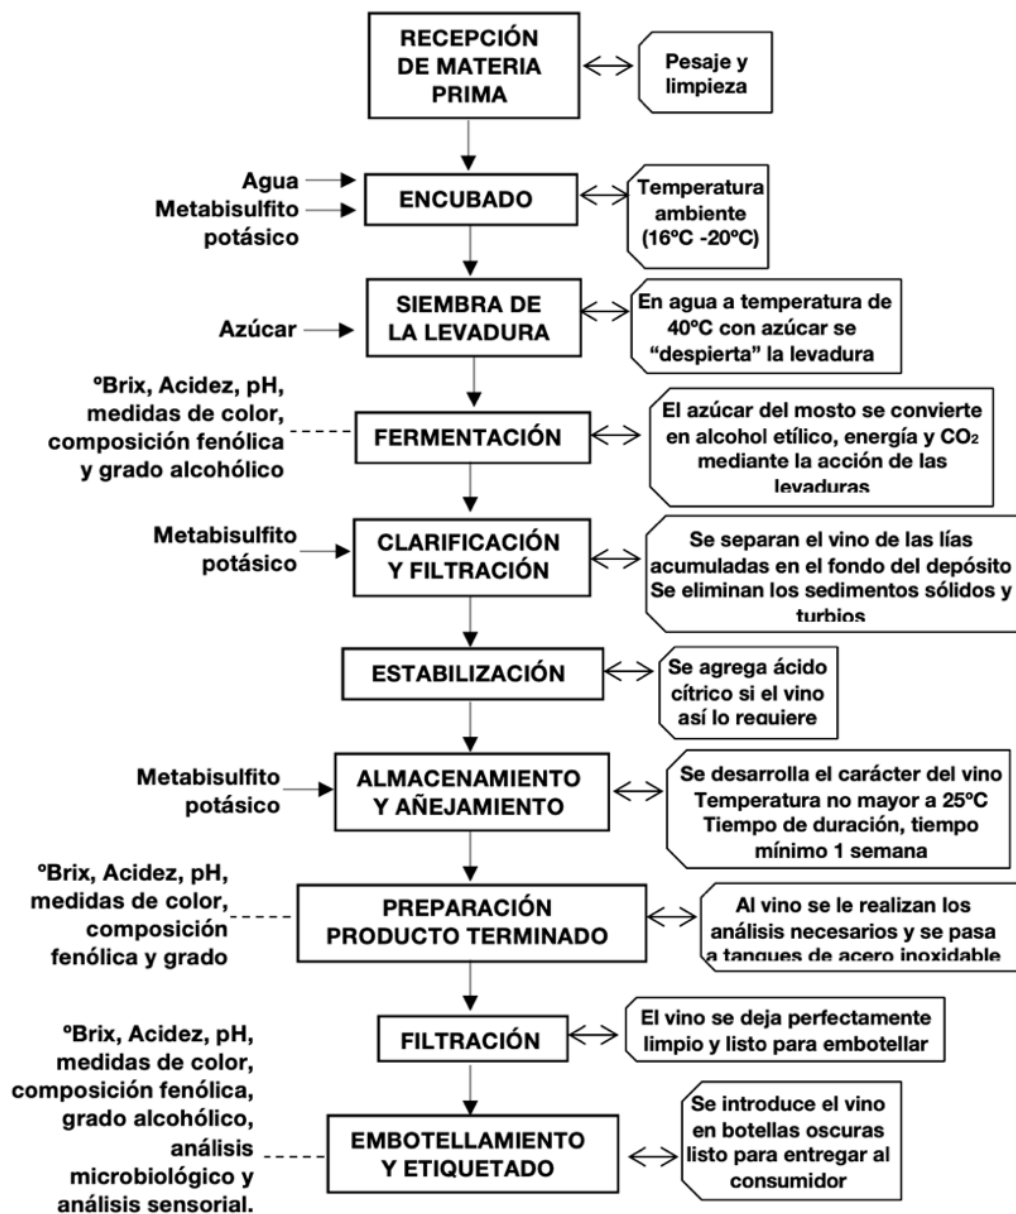 RECEPCIÓN
DE MATERIA
PRIMA
Pesaje y
limpieza
Agua
Metabisulfito
potásico
ENCUBADO
Temperatura
ambiente
(16ºC -20ºC)
Azúcar
SIEMBRA DE
LA LEVADURA
En agua a temperatura de
40ºC con azúcar se
“despierta” la levadura
ºBrix, Acidez, pH,
medidas de color,
composición fenólica
y grado alcohólico
FERMENTACIÓN
El azúcar del mosto se convierte
en alcohol etílico, energía y CO₂
mediante la acción de las
levaduras
Metabisulfito
potásico
CLARIFICACIÓN
Y FILTRACIÓN
Se separan el vino de las lías
acumuladas en el fondo del depósito
Se eliminan los sedimentos sólidos y
turbios
ESTABILIZACIÓN
Se agrega ácido
cítrico si el vino
así lo requiere
Metabisulfito
potásico
ALMACENAMIENTO
Y AÑEJAMIENTO
Se desarrolla el carácter del vino
Temperatura no mayor a 25ºC
Tiempo de duración, tiempo
mínimo 1 semana
ºBrix, Acidez, pH,
medidas de color,
composición
fenólica y grado
PREPARACIÓN
PRODUCTO TERMINADO
Al vino se le realizan los
análisis necesarios y se pasa
a tanques de acero inoxidable
FILTRACIÓN
El vino se deja perfectamente
limpio y listo para embotellar
ºBrix, Acidez, pH,
medidas de color,
composición fenólica,
grado alcohólico,
análisis
microbiológico y
análisis sensorial.
EMBOTELLAMIENTO
Y ETIQUETADO
Se introduce el vino
en botellas oscuras
listo para entregar al
consumidor